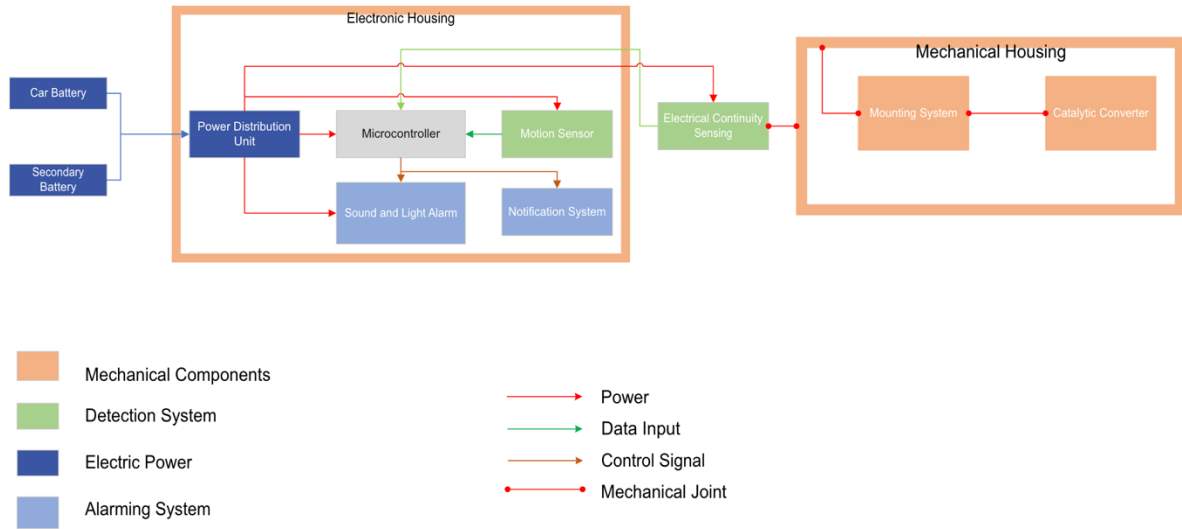 Electronic Housing
Mechanical Housing
Car Battery
Secondary
Battery
Power Distribution
Unit
Microcontroller
Motion Sensor
Electrical Continuity
Sensing
Mounting System
Catalytic Converter
Sound and Light Alarm
Notification System
Mechanical Components
Detection System
Electric Power
Alarming System
Power
Data Input
Control Signal
Mechanical Joint